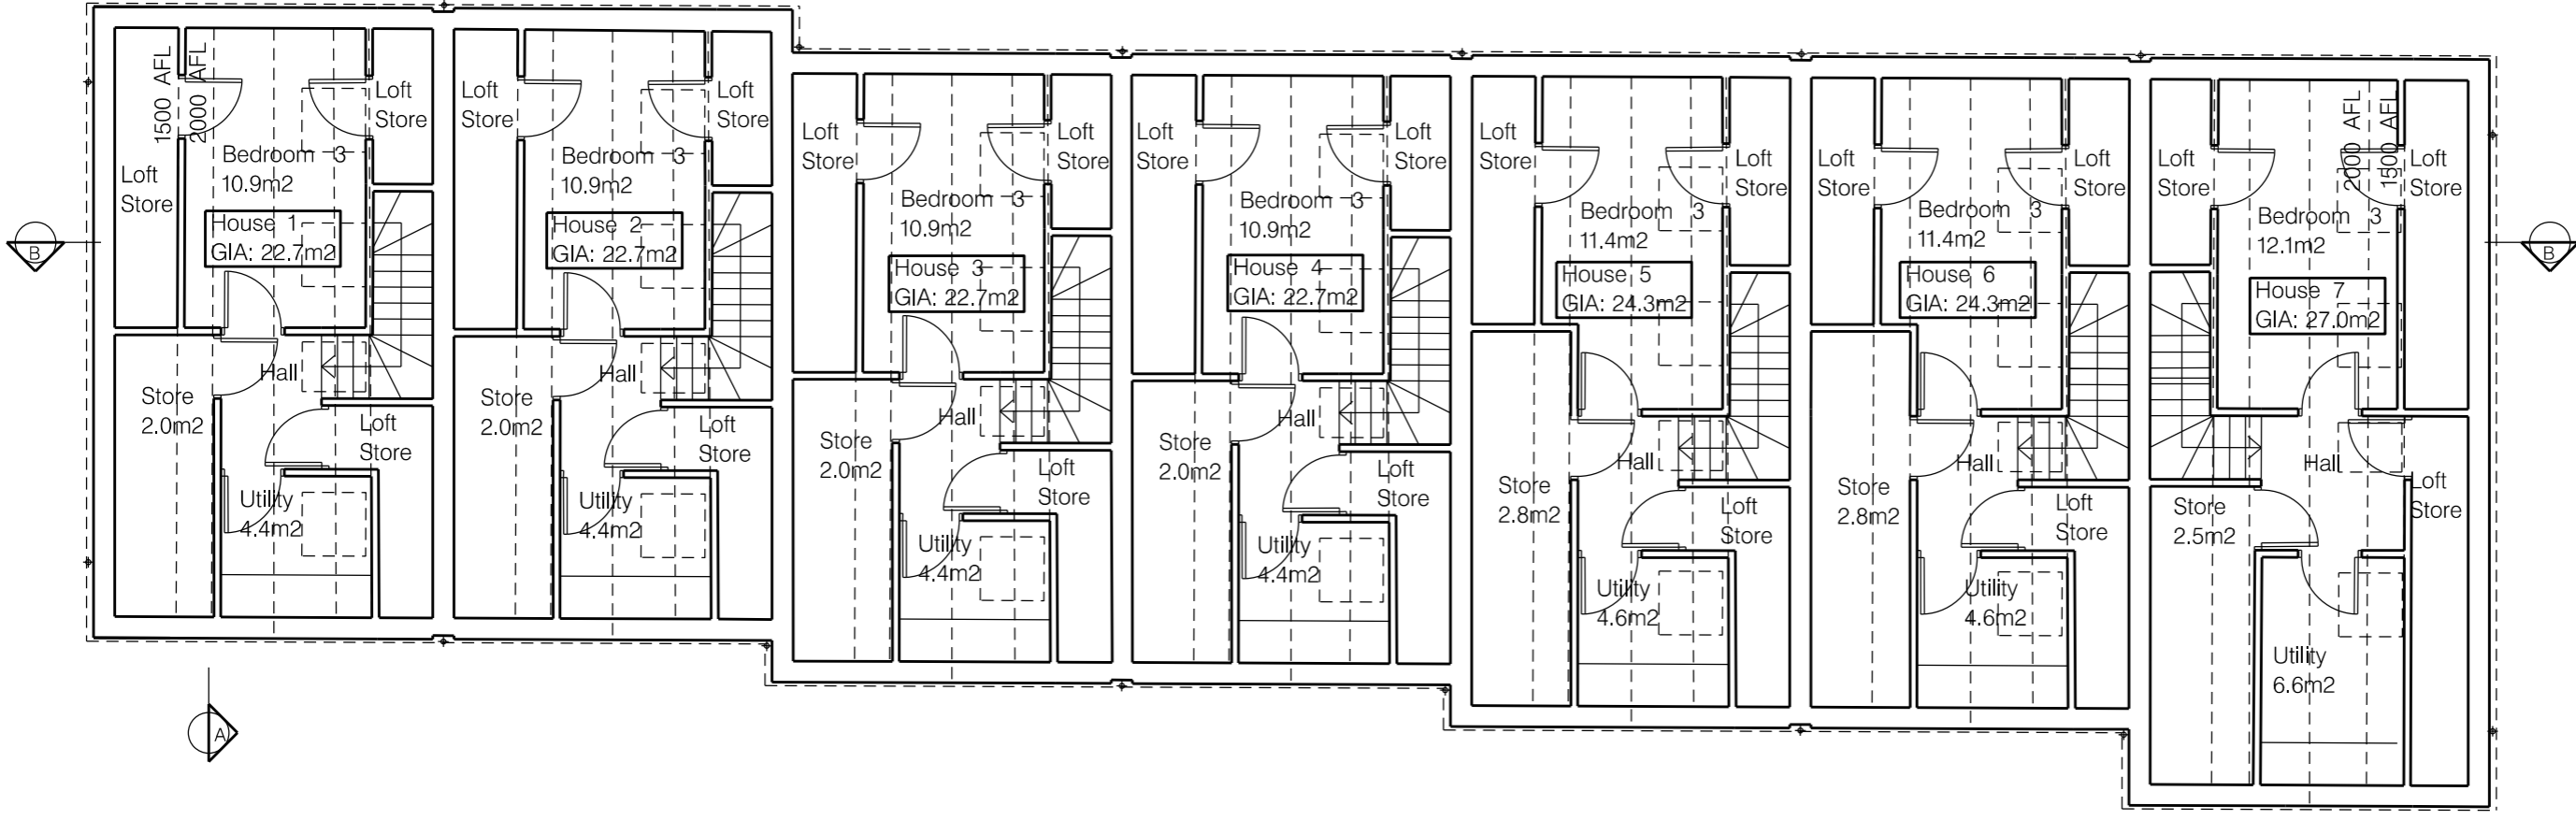 1500 AFL
2000 AFL
Loft
Store
Loft
Store
Bedroom 3
10.9m2
House 1
GIA: 22.7m2
Hall
Store
2.0m2
Loft
Store
Utility
4.4m2
Loft
Store
Loft
Store
Bedroom 3
10.9m2
House 2
GIA: 22.7m2
Hall
Store
2.0m2
Loft
Store
Utility
4.4m2
Loft
Store
Loft
Store
Bedroom 3
10.9m2
House 3
GIA: 22.7m2
Hall
Store
2.0m2
Loft
Store
Utility
4.4m2
Loft
Store
Loft
Store
Bedroom 3
10.9m2
House 4
GIA: 22.7m2
Hall
Store
2.0m2
Loft
Store
Utility
4.4m2
Loft
Store
Loft
Store
Bedroom 3
11.4m2
House 5
GIA: 24.3m2
Hall
Store
2.8m2
Loft
Store
Utility
4.6m2
Loft
Store
Loft
Store
Bedroom 3
11.4m2
House 6
GIA: 24.3m2
Hall
Store
2.8m2
Loft
Store
Utility
4.6m2
2000 AFL
1500 AFL
Loft
Store
Loft
Store
Bedroom 3
12.1m2
House 7
GIA: 27.0m2
Hall
Store
2.5m2
Loft
Store
Utility
6.6m2
B
B
A